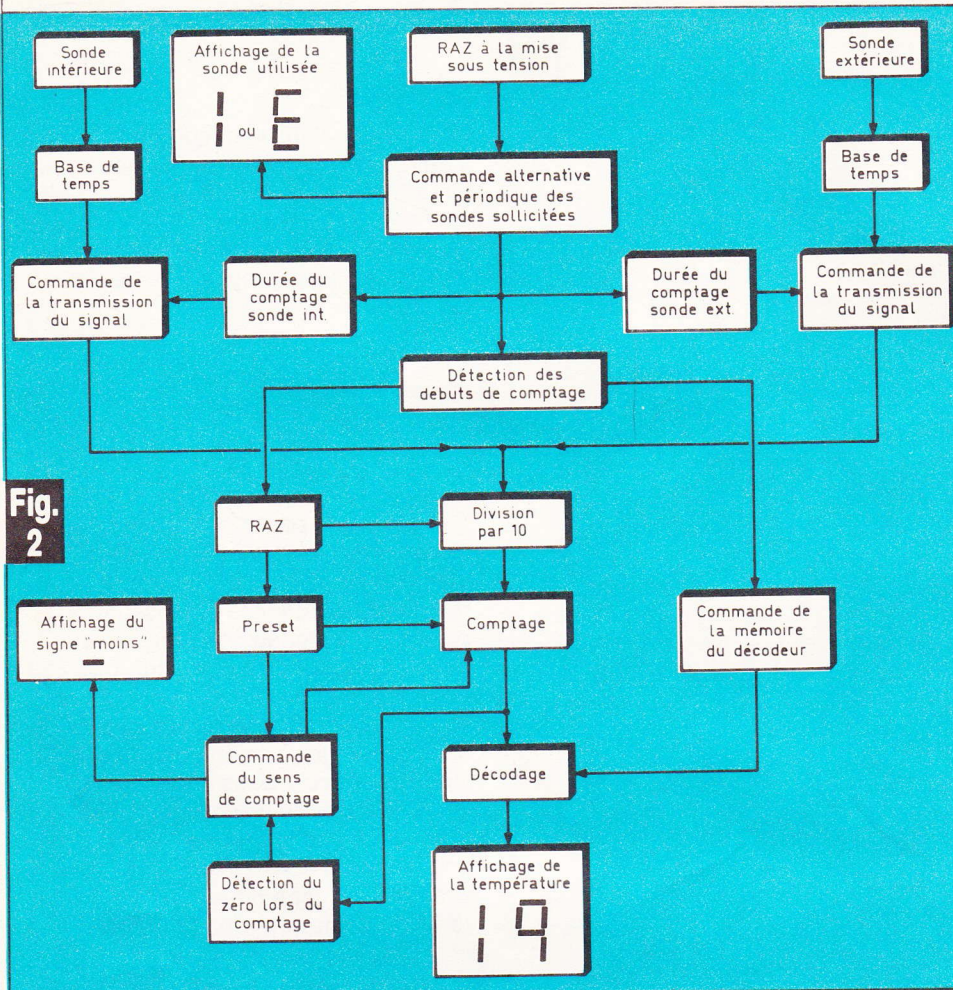 Sonde
intérieure
Affichage de la
sonde utilisée
I ou E
RAZ à la mise
sous tension
Sonde
extérieure
Base de
temps
Commande alternative
et périodique des
sondes sollicitées
Base de
temps
Commande de
la transmission
du signal
Durée du
comptage
sonde int.
Durée du
comptage
sonde ext.
Commande de
la transmission
du signal
Détection des
débuts de comptage
Fig.
2
RAZ
Division
par 10
Affichage du
signe "moins"
–
Preset
Comptage
Commande de
la mémoire
du décodeur
Commande
du sens
de comptage
Décodage
Détection du
zéro lors du
comptage
Affichage de
la température
19